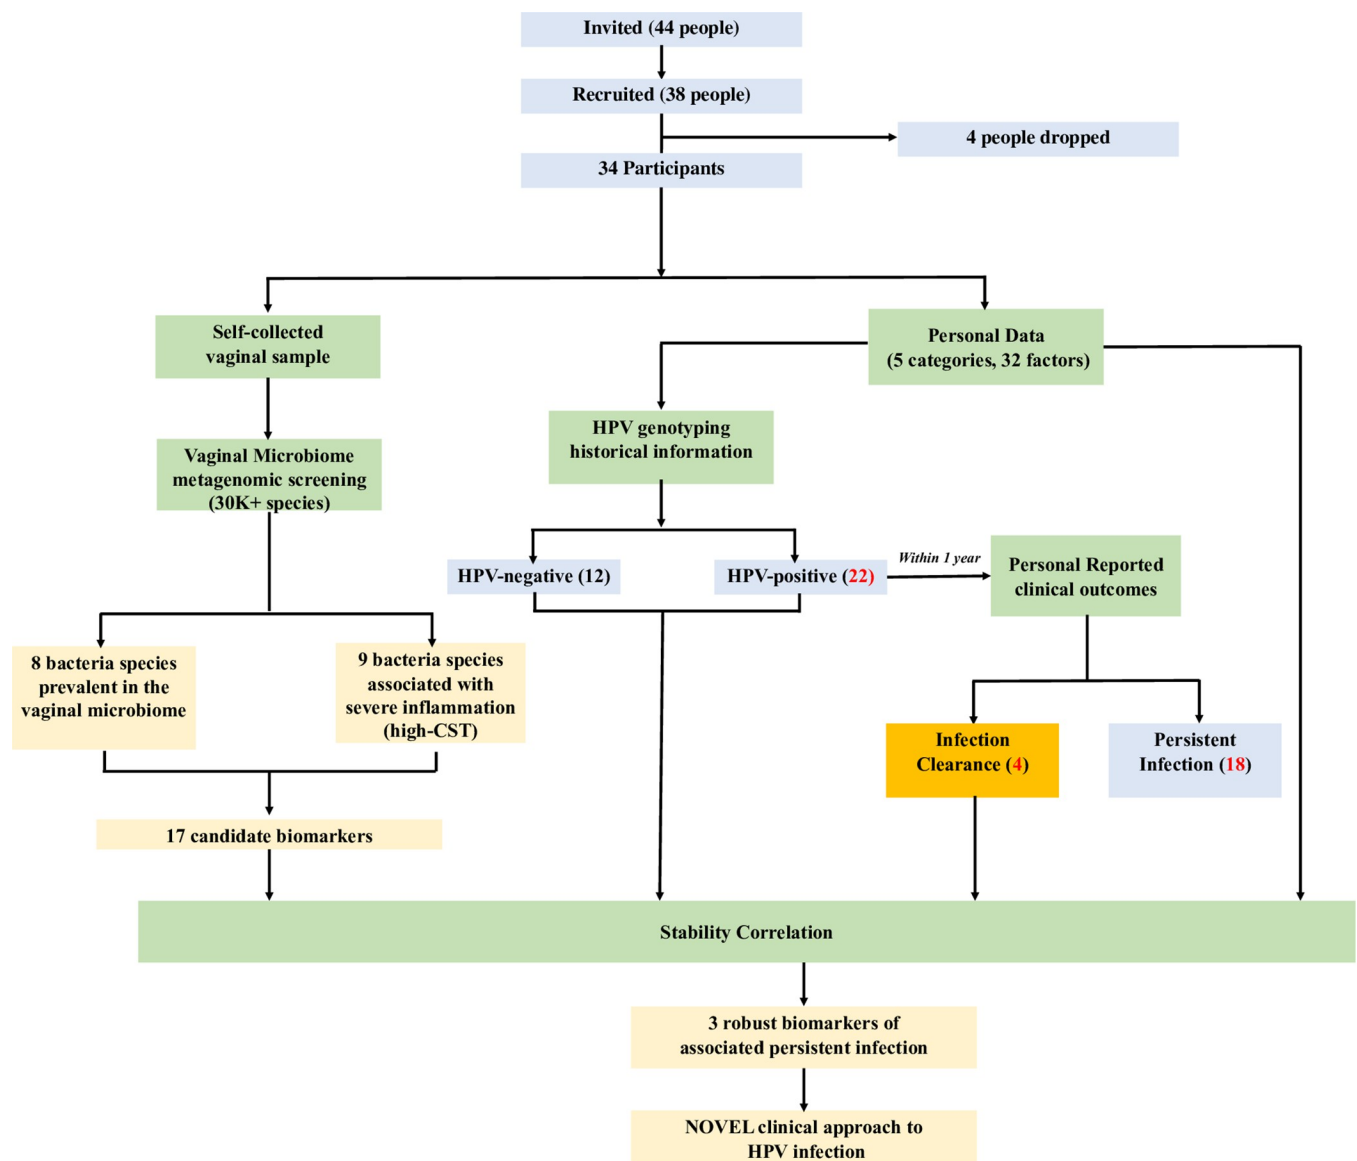 Invited (44 people)
Recruited (38 people)
4 people dropped
34 Participants
Self-collected
vaginal sample
Personal Data
(5 categories, 32 factors)
HPV genotyping
historical information
Vaginal Microbiome
metagenomic screening
(30K+ species)
HPV-negative (12)
HPV-positive (22)
Within 1 year
Personal Reported
clinical outcomes
8 bacteria species
prevalent in the
vaginal microbiome
9 bacteria species
associated with
severe inflammation
(high-CST)
Infection
Clearance (4)
Persistent
Infection (18)
17 candidate biomarkers
Stability Correlation
3 robust biomarkers of
associated persistent infection
NOVEL clinical approach to
HPV infection